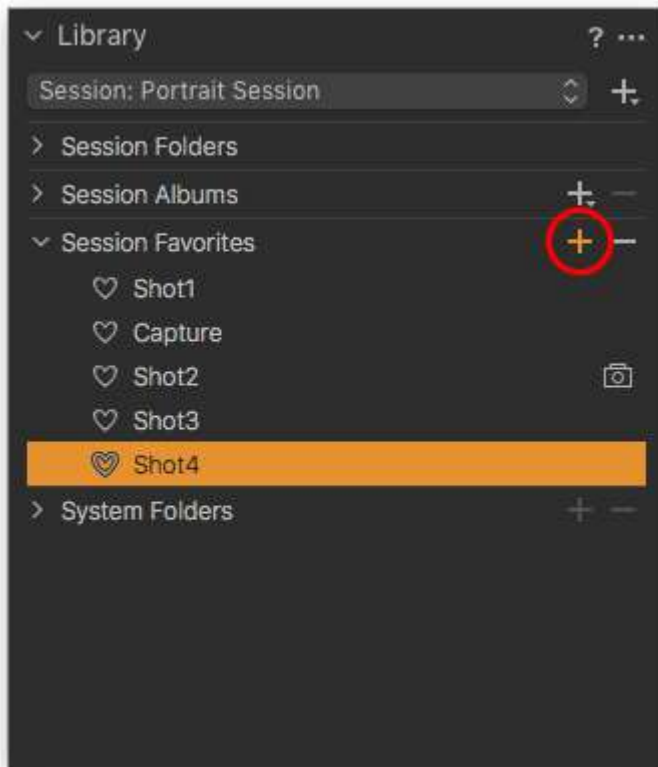 Library ? ...
Session: Portrait Session
Session Folders
Session Albums
Session Favorites
Shot1
Capture
Shot2
Shot3
Shot4
System Folders